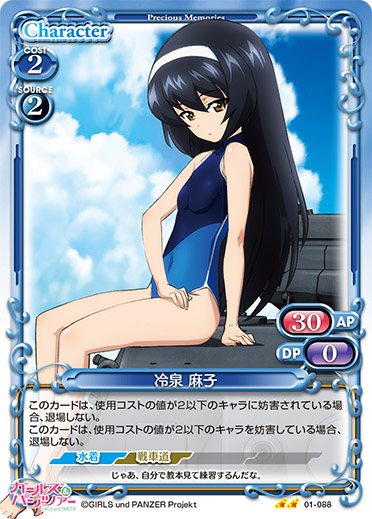 Precious Memories
Character
COST
2
SOURCE
2
30 AP
DP 0
冷泉 麻子
このカードは、使用コストの値が2以下のキャラに妨害されている場
合、退場しない。
このカードは、使用コストの値が2以下のキャラを妨害している場合、
退場しない。
水着 戦車道
じゃあ、自分で教本見て練習するんだな。
ガールズ&パンツァー
GIRLS und PANZER
©GIRLS und PANZER Projekt 01-088